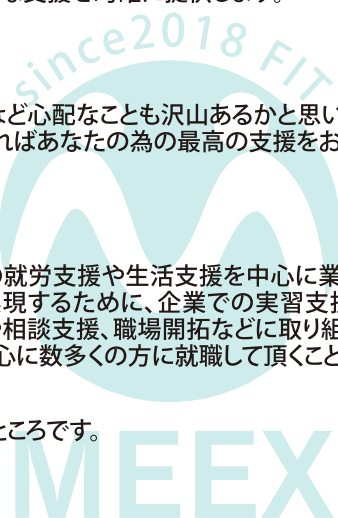 な支援を的確に提供します。
since2018 FIT
など心配なことも沢山あるかと思い
ればあなたの為の最高の支援をお
の就労支援や生活支援を中心に業
現するために、企業での実習支援
相談支援、職場開拓などに取り組
心に数多くの方に就職して頂くこと
ところです。
MEEX